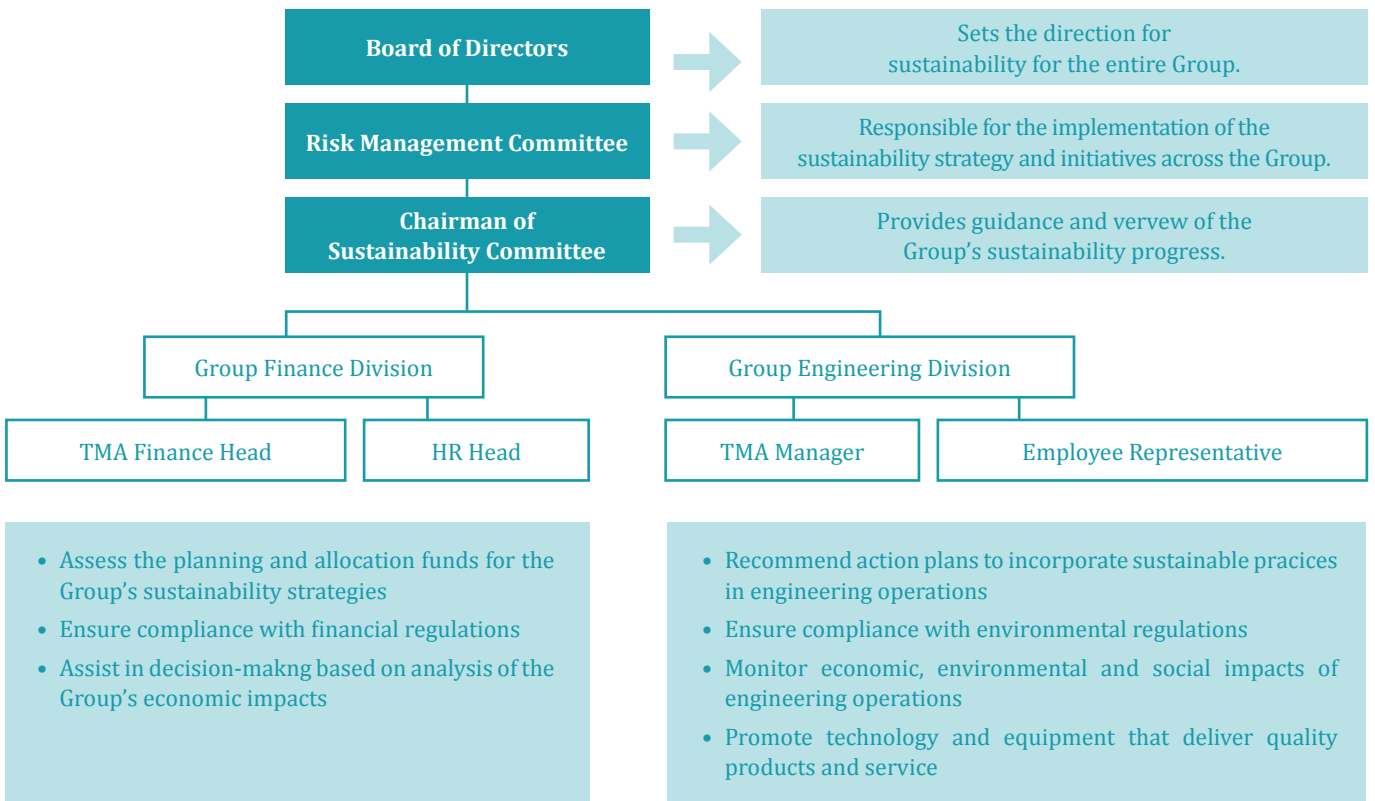 Board of Directors
Sets the direction for
sustainability for the entire Group.
Risk Management Committee
Responsible for the implementation of the
sustainability strategy and initiatives across the Group.
Chairman of
Sustainability Committee
Provides guidance and vervew of the
Group's sustainability progress.
Group Finance Division
Group Engineering Division
TMA Finance Head
HR Head
TMA Manager
Employee Representative
• Assess the planning and allocation funds for the
Group's sustainability strategies
• Ensure compliance with financial regulations
• Assist in decision-makng based on analysis of the
Group's economic impacts
• Recommend action plans to incorporate sustainable pracices
in engineering operations
• Ensure compliance with environmental regulations
• Monitor economic, environmental and social impacts of
engineering operations
• Promote technology and equipment that deliver quality
products and service